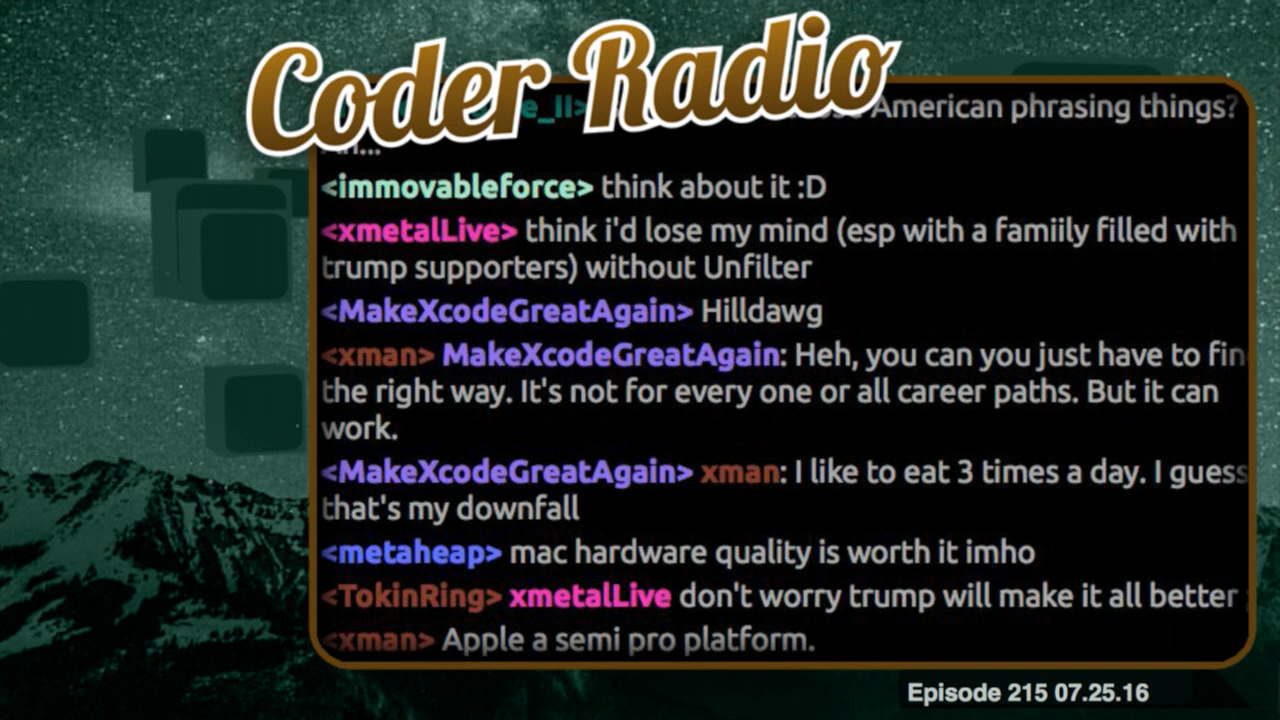 Coder Radio
e_II> American phrasing things?
<immovableforce> think about it :D
<xmetalLive> think i'd lose my mind (esp with a famiily filled with
trump supporters) without Unfilter
<MakeXcodeGreatAgain> Hilldawg
<xman> MakeXcodeGreatAgain: Heh, you can you just have to fin
the right way. It's not for every one or all career paths. But it can
work.
<MakeXcodeGreatAgain> xman: I like to eat 3 times a day. I guess
that's my downfall
<metaheap> mac hardware quality is worth it imho
<TokinRing> xmetalLive don't worry trump will make it all better
<xman> Apple a semi pro platform.
Episode 215 07.25.16